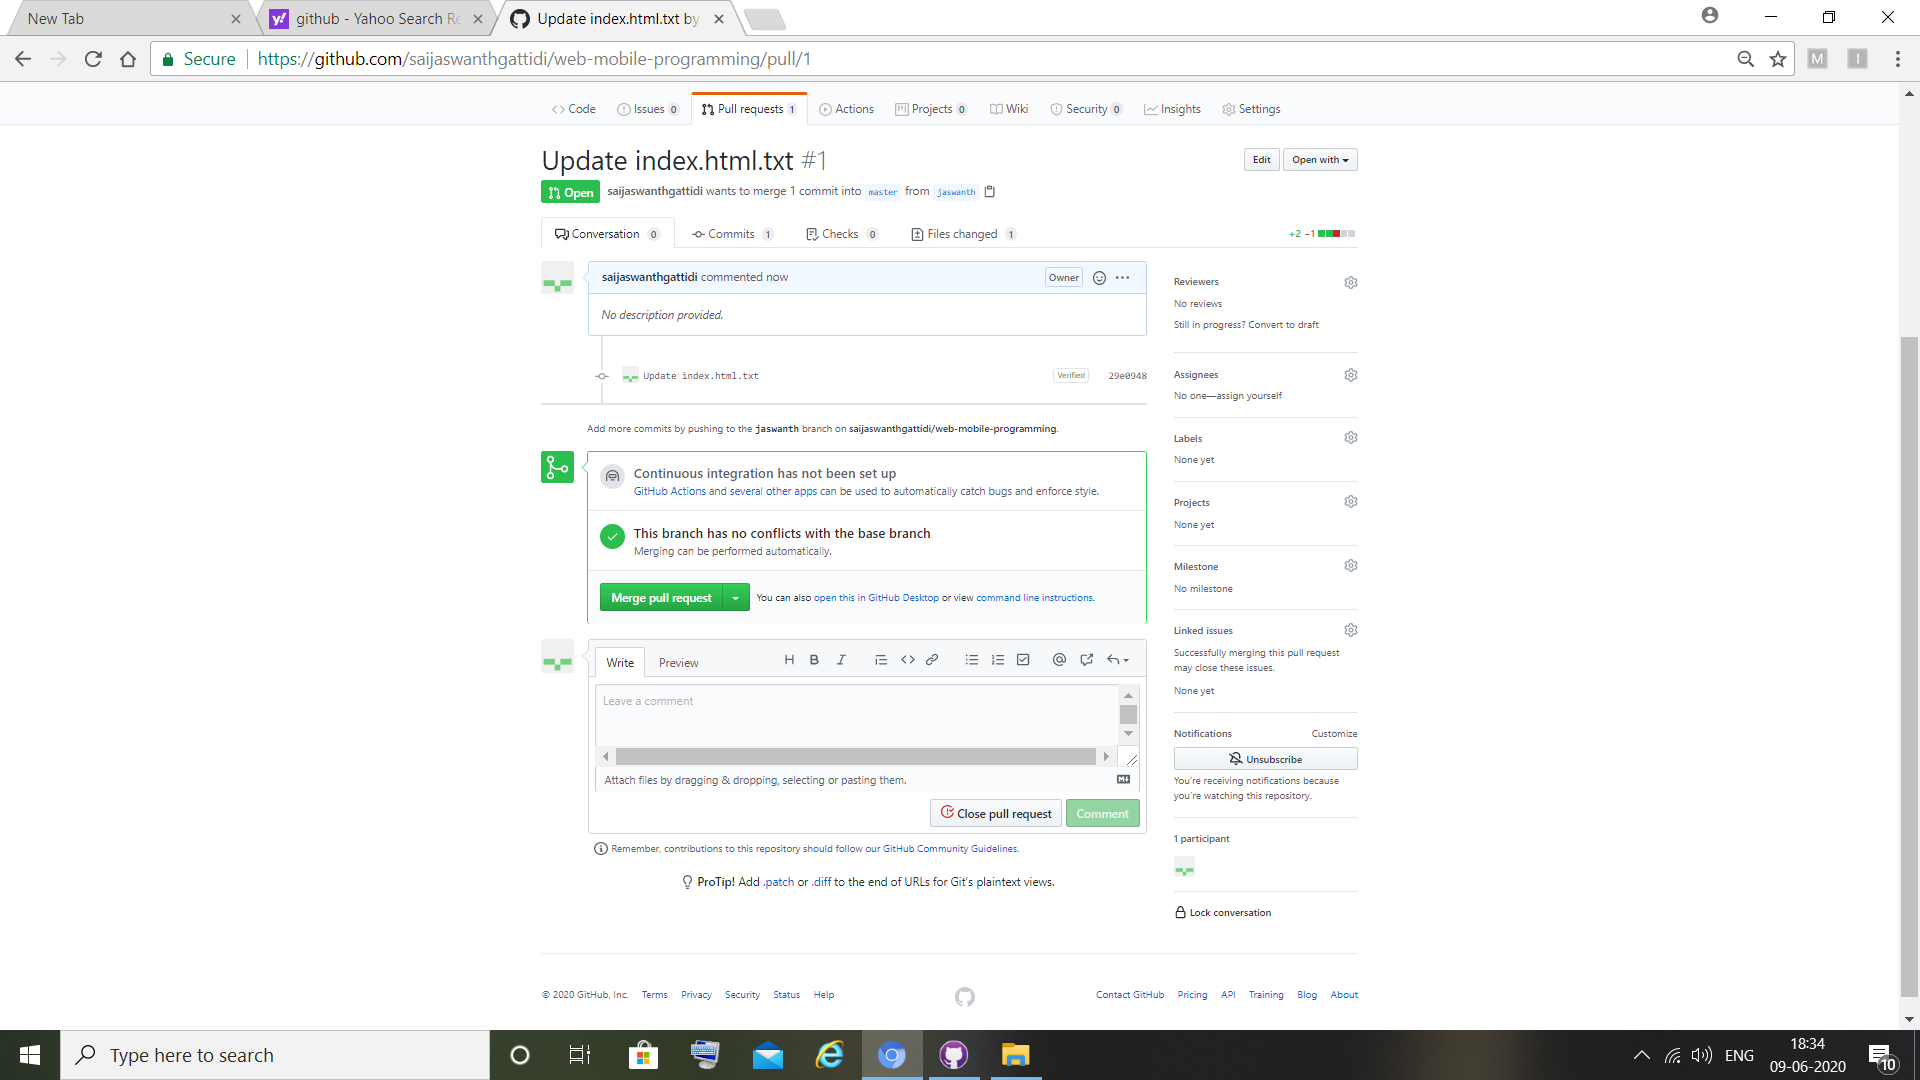 New Tab
github - Yahoo Search Re
Update index.html.txt by
Secure
https://github.com/saijaswanthgattidi/web-mobile-programming/pull/1
M
I
Code
Issues 0
Pull requests 1
Actions
Projects 0
Wiki
Security 0
Insights
Settings
Update index.html.txt #1
Edit
Open with
Open
saijaswanthgattidi wants to merge 1 commit into master from jaswanth
Conversation 0
Commits 1
Checks 0
Files changed 1
+2 −1
saijaswanthgattidi commented now
Owner
No description provided.
Update index.html.txt
Verified
29e0948
Add more commits by pushing to the jaswanth branch on saijaswanthgattidi/web-mobile-programming.
Continuous integration has not been set up
GitHub Actions and several other apps can be used to automatically catch bugs and enforce style.
This branch has no conflicts with the base branch
Merging can be performed automatically.
Merge pull request
You can also open this in GitHub Desktop or view command line instructions.
Write
Preview
H
B
I
Leave a comment
Attach files by dragging & dropping, selecting or pasting them.
Close pull request
Comment
Remember, contributions to this repository should follow our GitHub Community Guidelines.
ProTip! Add .patch or .diff to the end of URLs for Git's plaintext views.
Reviewers
No reviews
Still in progress? Convert to draft
Assignees
No one—assign yourself
Labels
None yet
Projects
None yet
Milestone
No milestone
Linked issues
Successfully merging this pull request
may close these issues.
None yet
Notifications
Customize
Unsubscribe
You're receiving notifications because
you're watching this repository.
1 participant
Lock conversation
© 2020 GitHub, Inc.
Terms
Privacy
Security
Status
Help
Contact GitHub
Pricing
API
Training
Blog
About
Type here to search
ENG
18:34
09-06-2020
10